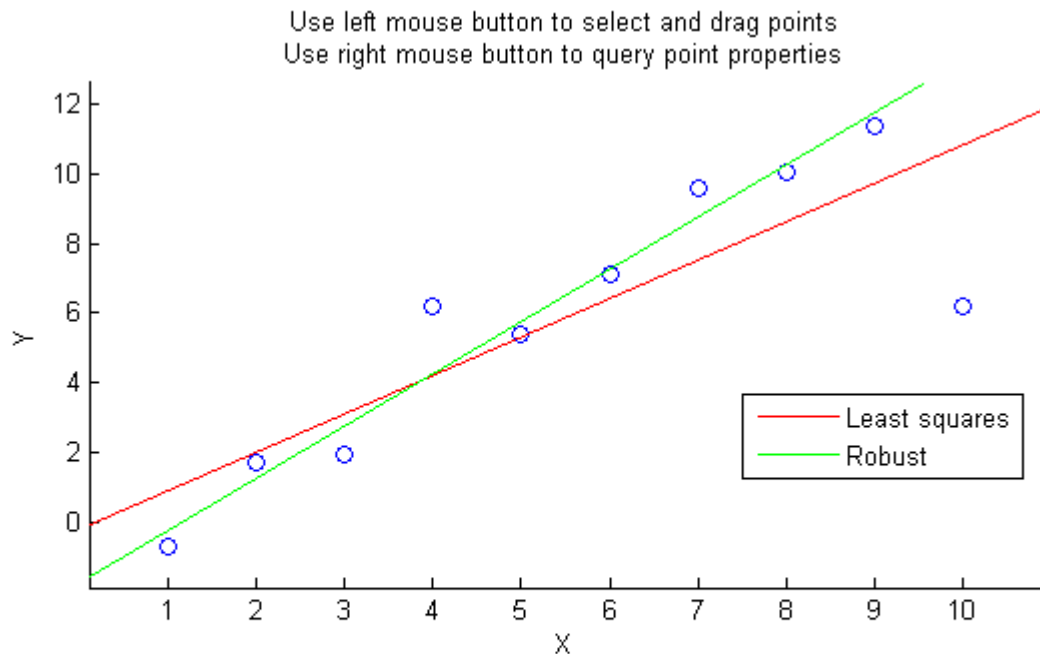 Use left mouse button to select and drag points
Use right mouse button to query point properties
12
10
8
6
4
2
0
Y
Least squares
Robust
1 2 3 4 5 6 7 8 9 10
X